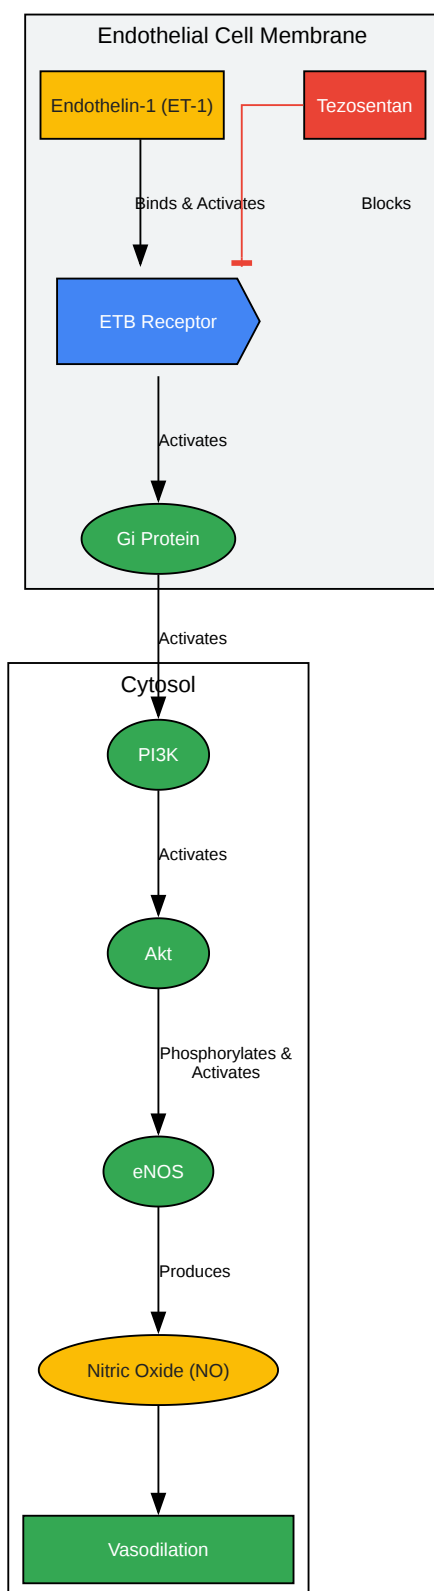 Endothelial Cell Membrane
Endothelin-1 (ET-1)
Tezosentan
Binds & Activates
Blocks
ETB Receptor
Activates
Gi Protein
Activates
Cytosol
PI3K
Activates
Akt
Phosphorylates &
Activates
eNOS
Produces
Nitric Oxide (NO)
Vasodilation